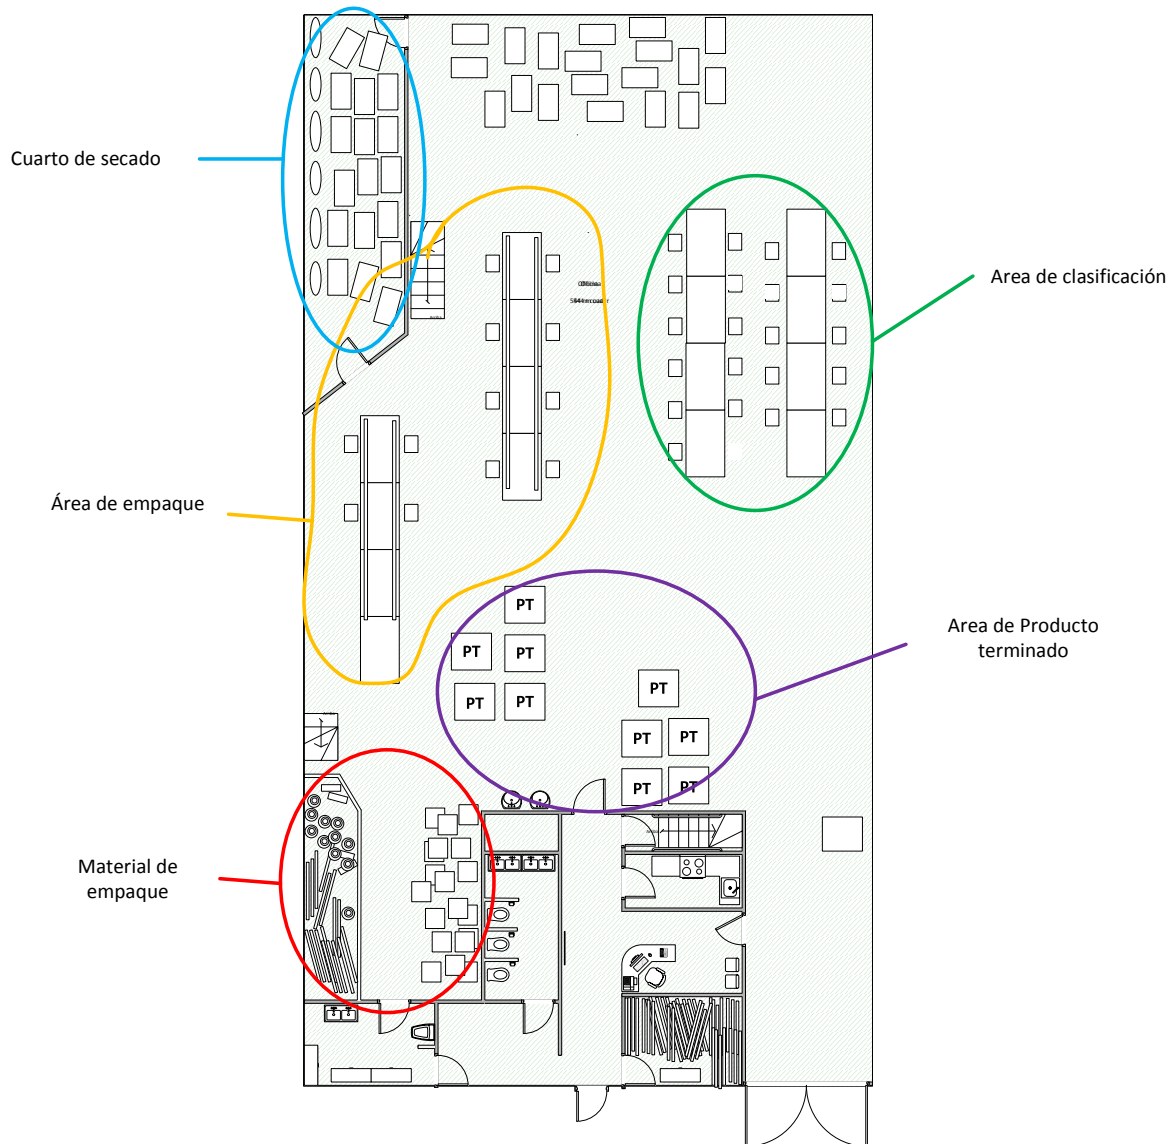 Cuarto de secado
Area de clasificación
Área de empaque
PT
PT
PT
PT
PT
Area de Producto
terminado
PT
PT
PT
PT
PT
Material de
empaque